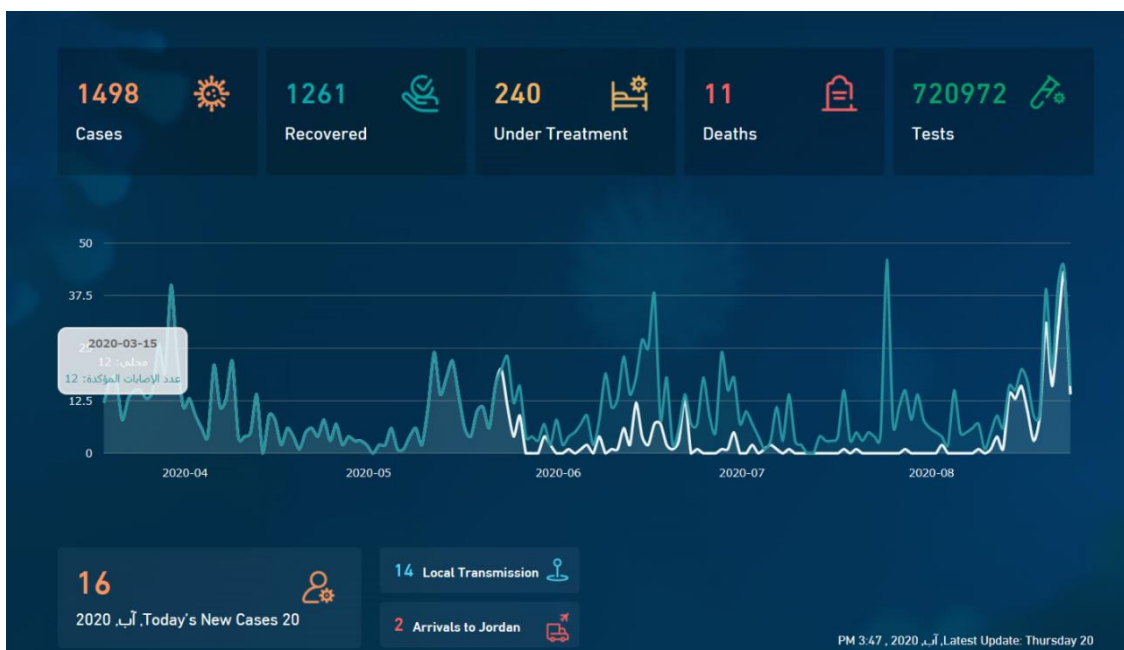 1498
Cases
1261
Recovered
240
Under Treatment
11
Deaths
720972
Tests
50
37.5
25
12.5
0
2020-03-15
محلي: 12
عدد الإصابات المؤكدة: 12
2020-04
2020-05
2020-06
2020-07
2020-08
16
2020 ,آب ,Today's New Cases 20
14 Local Transmission
2 Arrivals to Jordan
PM 3:47 , 2020 ,آب ,Latest Update: Thursday 20